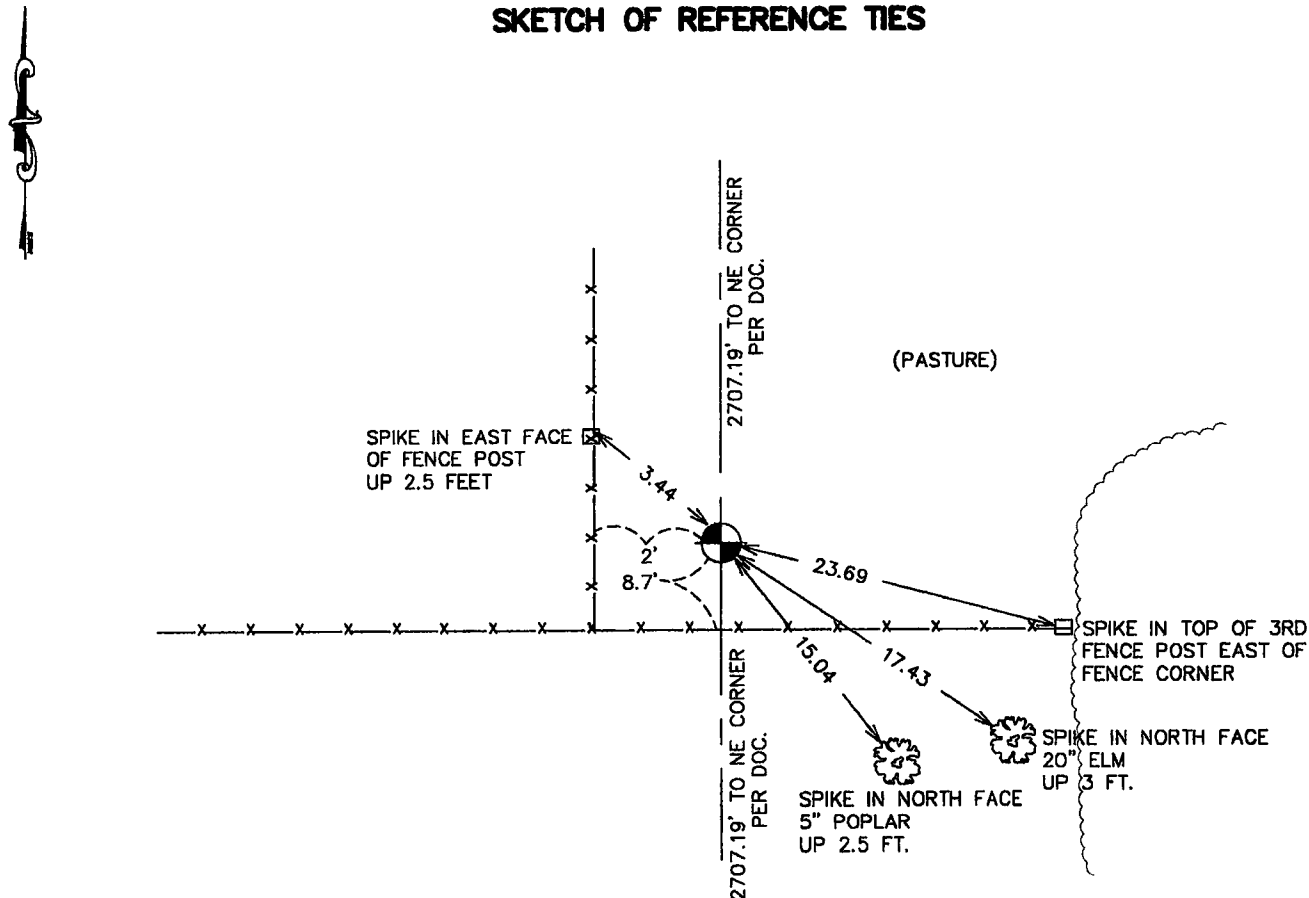 SKETCH OF REFERENCE TIES
2707.19' TO NE CORNER
PER DOC.
(PASTURE)
SPIKE IN EAST FACE
OF FENCE POST
UP 2.5 FEET
3.44
2'
8.7'
23.69
15.04
17.43
SPIKE IN TOP OF 3RD
FENCE POST EAST OF
FENCE CORNER
SPIKE IN NORTH FACE
20" ELM
UP 3 FT.
SPIKE IN NORTH FACE
5" POPLAR
UP 2.5 FT.
2707.19' TO NE CORNER
PER DOC.